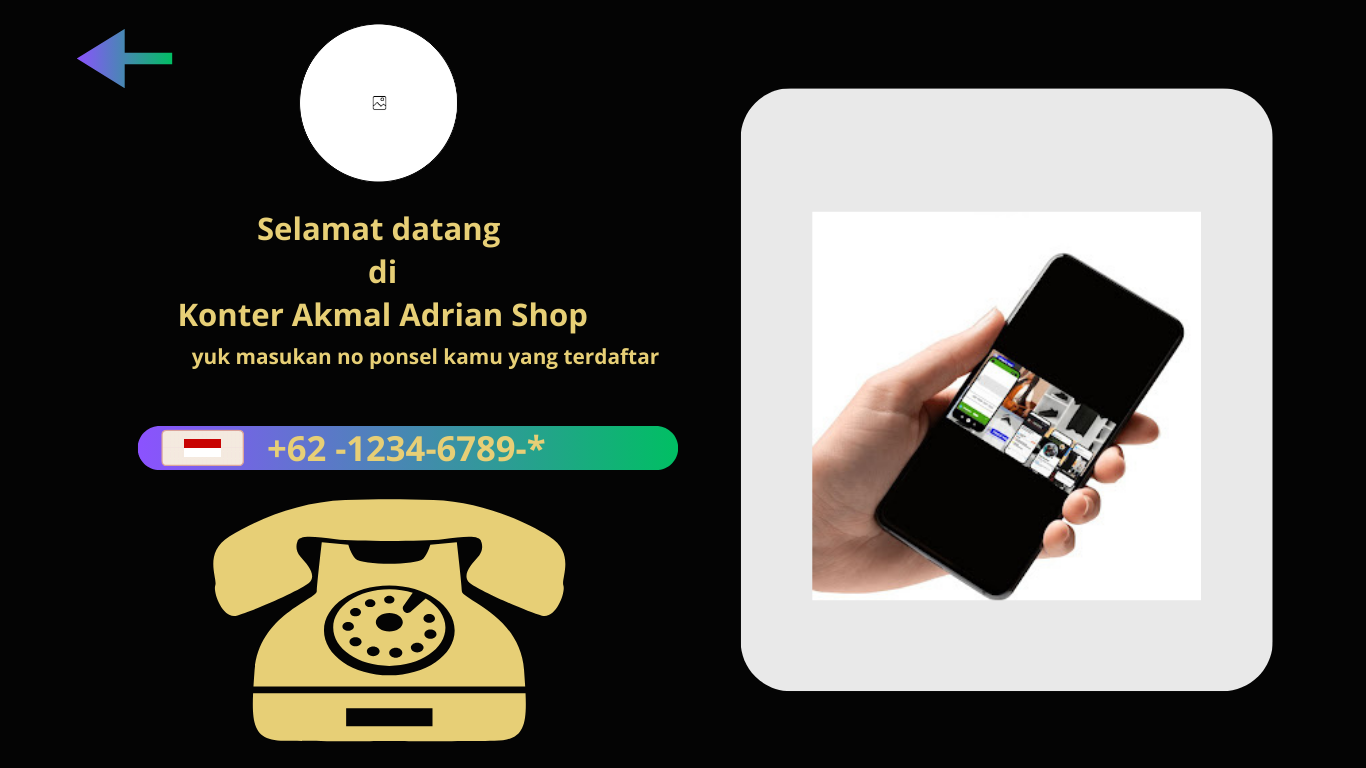 Selamat datang
di
Konter Akmal Adrian Shop
yuk masukan no ponsel kamu yang terdaftar
+62 -1234-6789-*